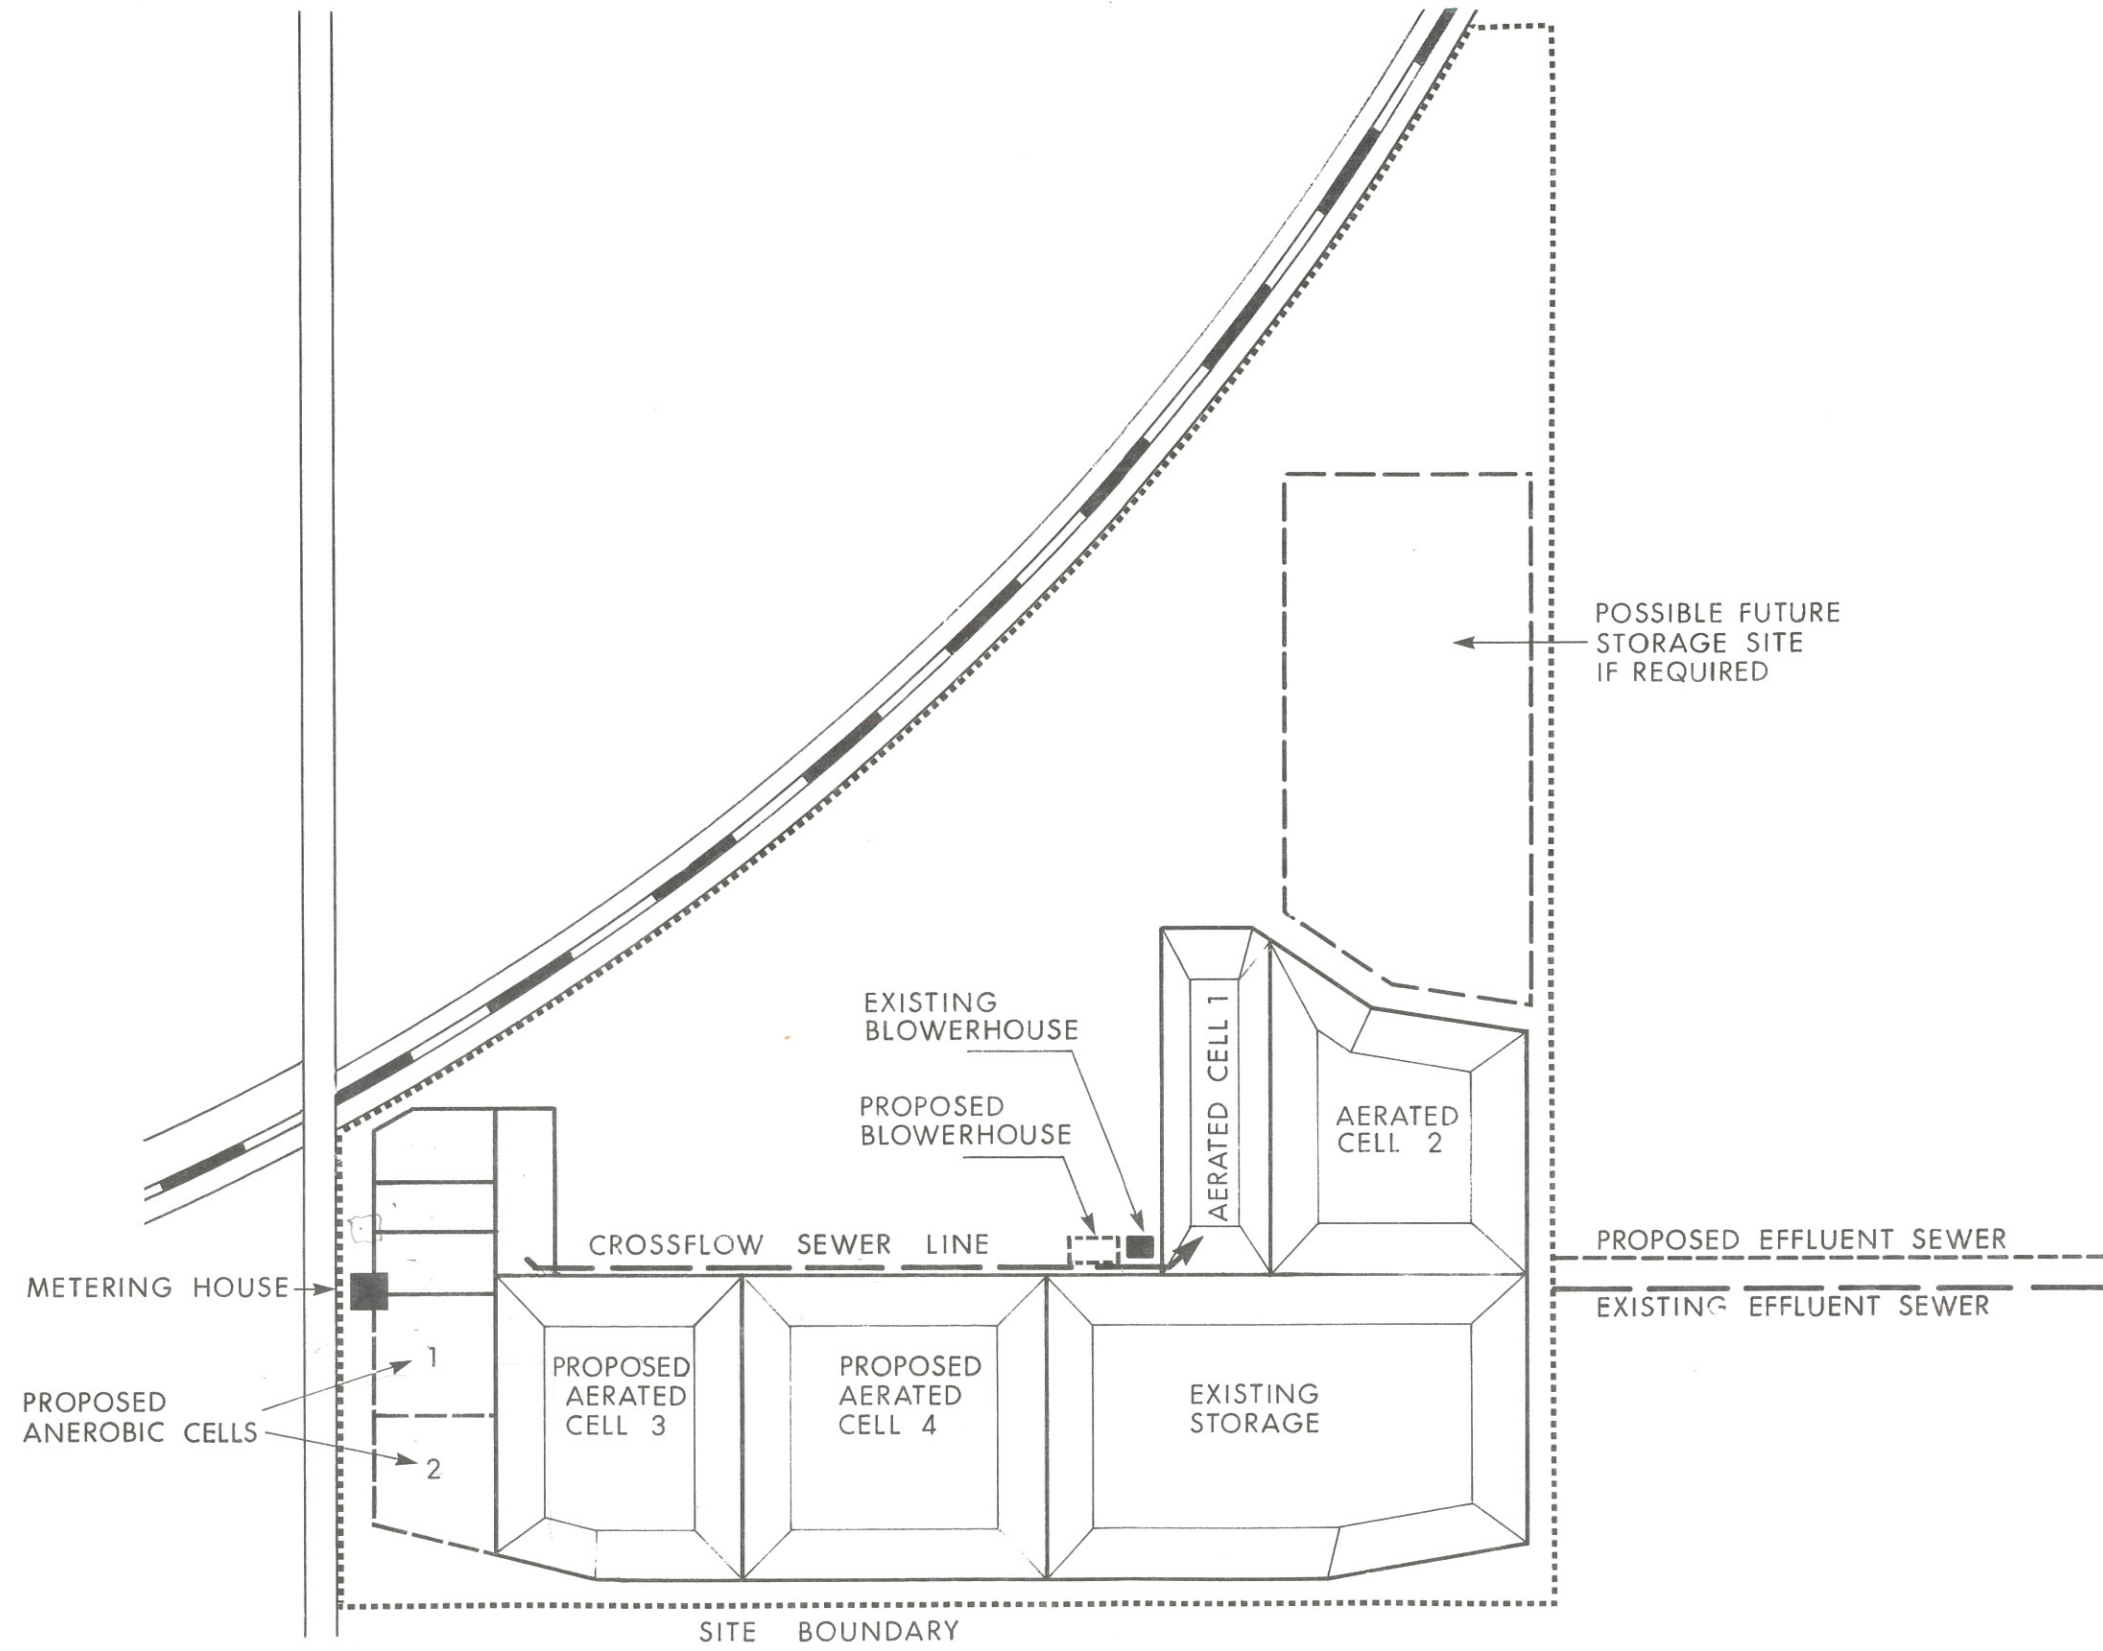 POSSIBLE FUTURE
STORAGE SITE
IF REQUIRED
EXISTING
BLOWERHOUSE
PROPOSED
BLOWERHOUSE
AERATED CELL 1
AERATED
CELL 2
CROSSFLOW SEWER LINE
PROPOSED EFFLUENT SEWER
EXISTING EFFLUENT SEWER
METERING HOUSE
PROPOSED
ANEROBIC CELLS
1
2
PROPOSED
AERATED
CELL 3
PROPOSED
AERATED
CELL 4
EXISTING
STORAGE
SITE BOUNDARY